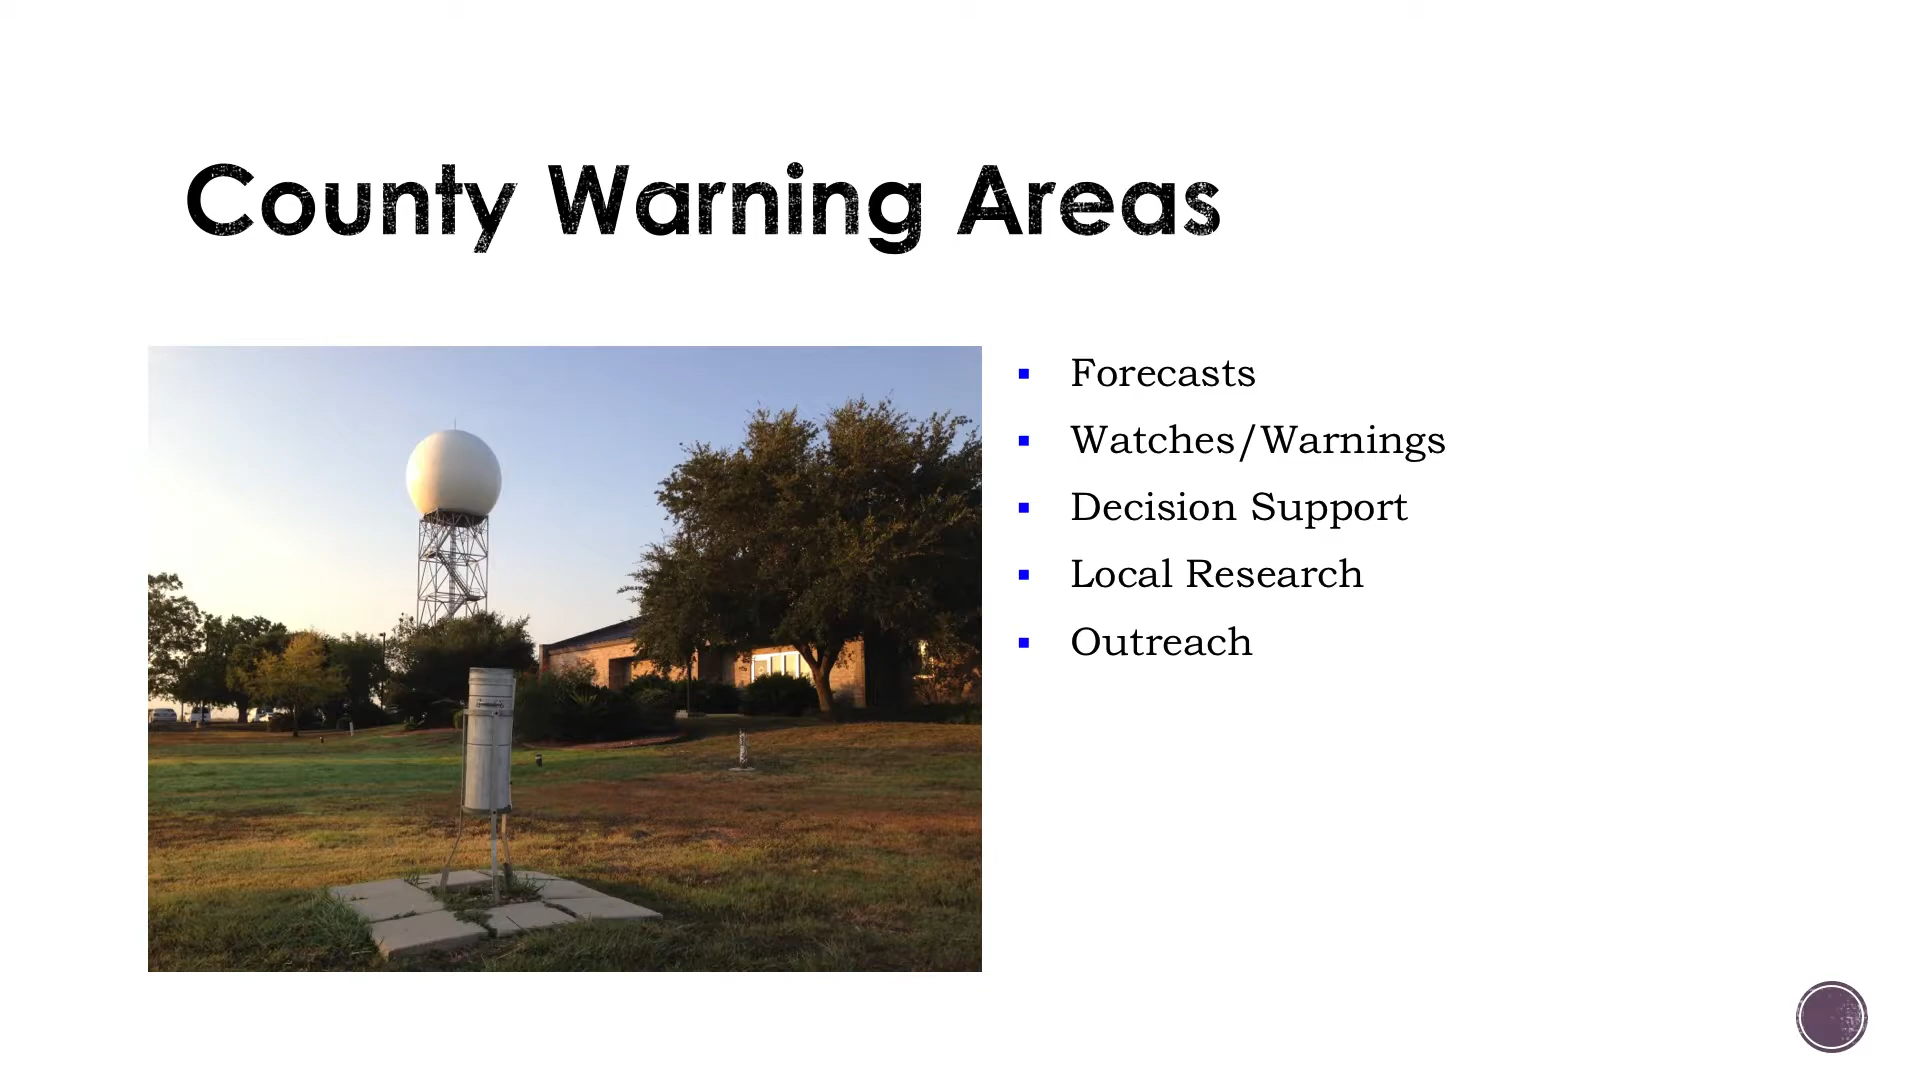 County Warning Areas
Forecasts
Watches/Warnings
Decision Support
Local Research
Outreach